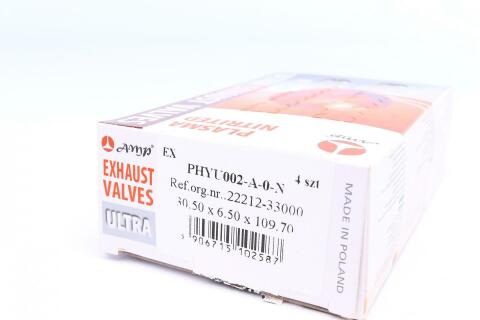 PLASMA
NITRITED
AMP
AMP
EX
PHYU002-A-0-N
4 szt
EXHAUST
VALVES
ULTRA
Ref.org.nr.:22212-33000
30.50 x 6.50 x 109.70
5 906715 102587
MADE IN POLAND